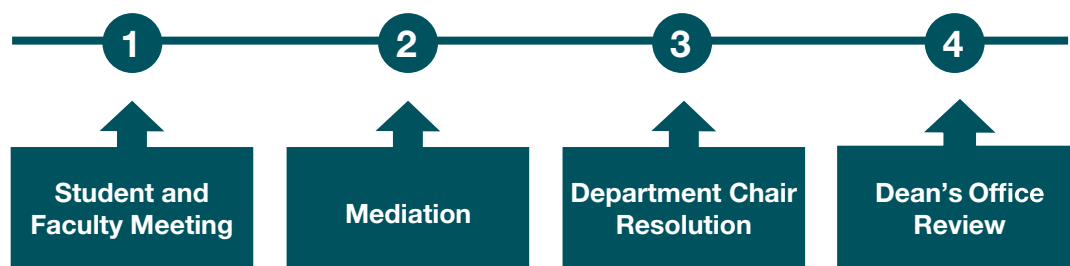 1
2
3
4
Student and
Faculty Meeting
Mediation
Department Chair
Resolution
Dean’s Office
Review